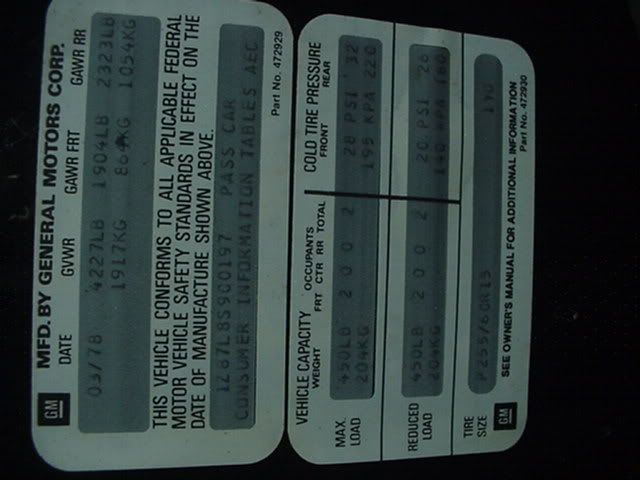 GM MFD. BY GENERAL MOTORS CORP.
DATE GVWR GAWR FRT GAWR RR
03/78 4227LB 1904LB 2323LB
1917KG 864KG 1054KG
THIS VEHICLE CONFORMS TO ALL APPLICABLE FEDERAL
MOTOR VEHICLE SAFETY STANDARDS IN EFFECT ON THE
DATE OF MANUFACTURE SHOWN ABOVE.
1Z87L8S900197 PASS CAR
CONSUMER INFORMATION TABLES AEC
Part No. 472929
VEHICLE CAPACITY OCCUPANTS COLD TIRE PRESSURE
WEIGHT FRT CTR RR TOTAL FRONT REAR
MAX. LOAD 450LB 2 0 0 2 28 PSI 32
204KG 195 KPA 220
REDUCED LOAD 450LB 2 0 0 2 20 PSI 26
204KG 140 KPA 180
TIRE SIZE P255/60R15
GM SEE OWNER'S MANUAL FOR ADDITIONAL INFORMATION
Part No. 472930